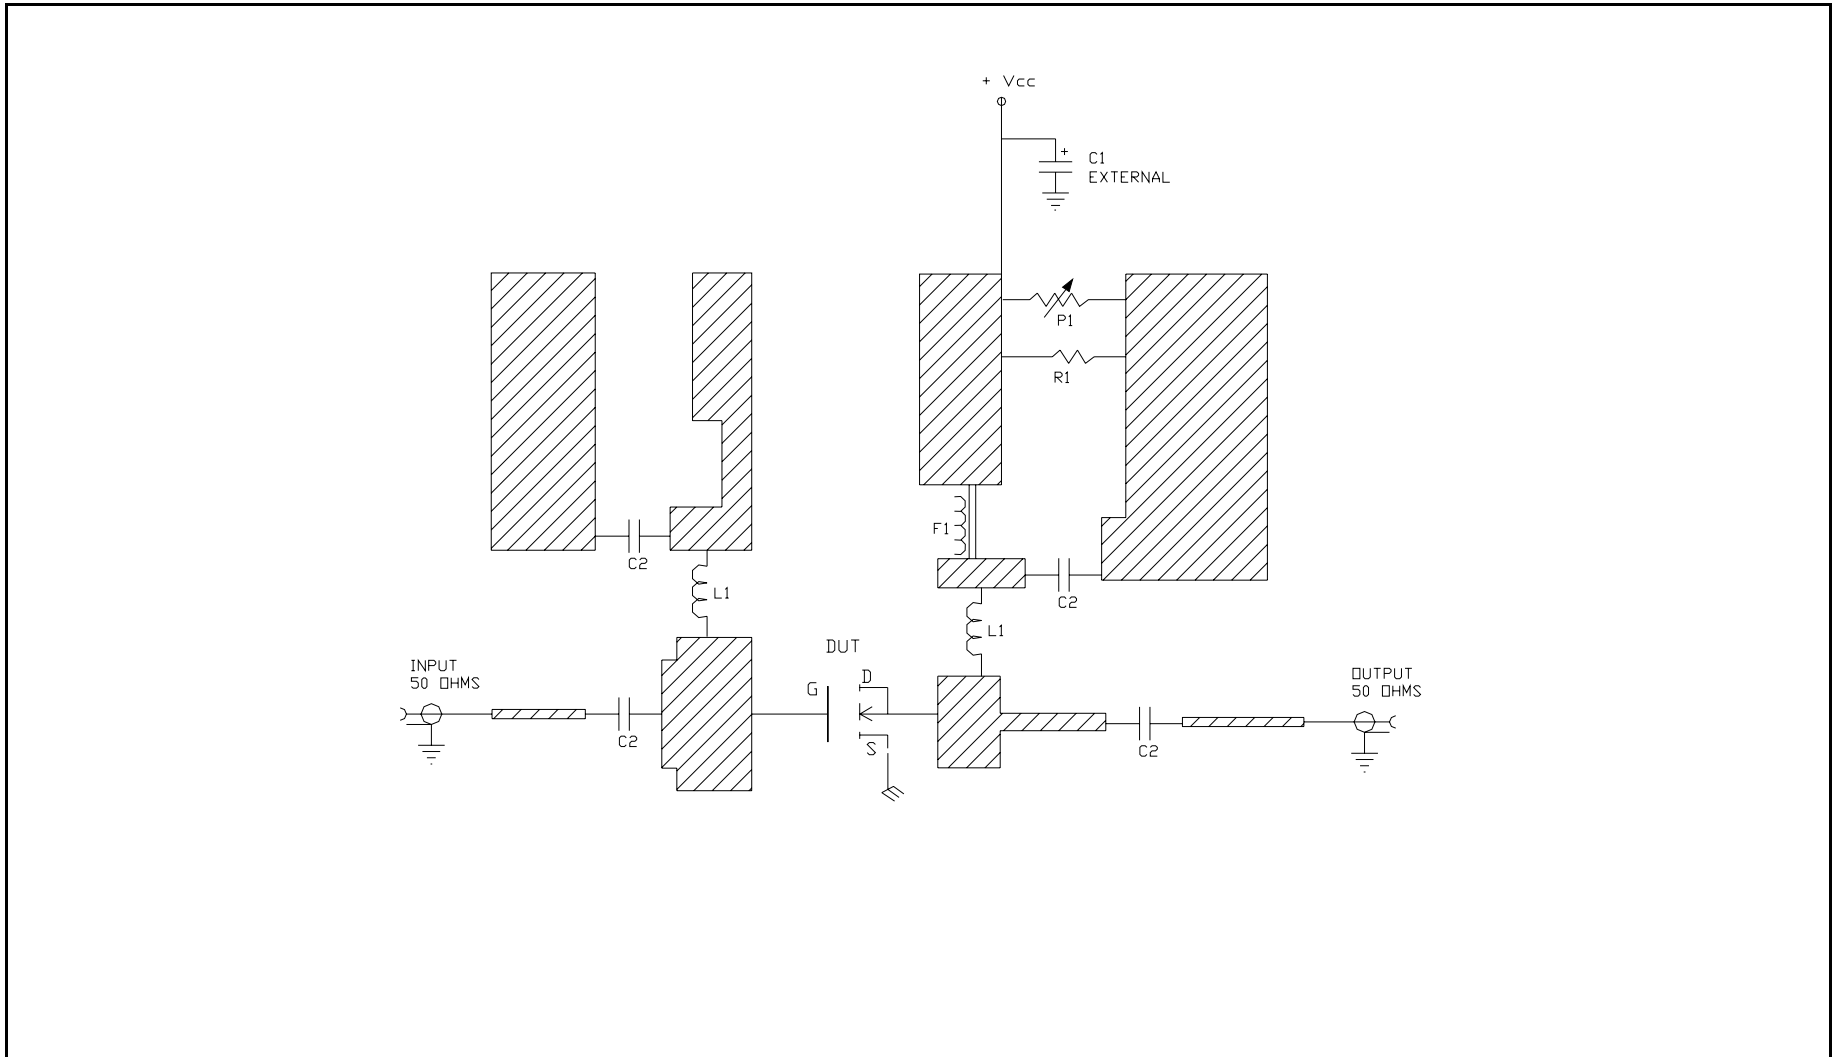 + Vcc
+
C1
EXTERNAL
P1
R1
F1
C2
L1
C2
L1
DUT
INPUT
50 OHMS
G
D
OUTPUT
50 OHMS
C2
S
C2